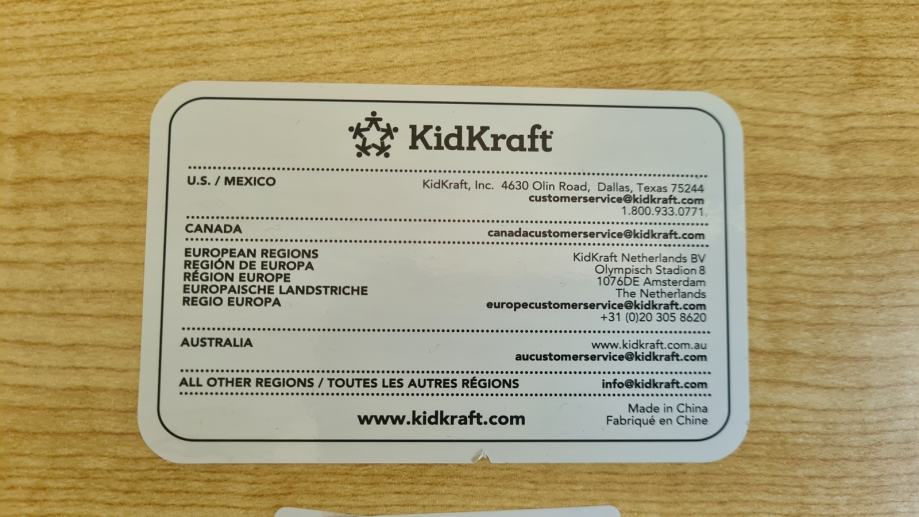 KidKraft
U.S. / MEXICO
KidKraft, Inc. 4630 Olin Road, Dallas, Texas 75244
customerservice@kidkraft.com
1.800.933.0771
CANADA
canadacustomerservice@kidkraft.com
EUROPEAN REGIONS
REGIÓN DE EUROPA
RÉGION EUROPE
EUROPAISCHE LANDSTRICHE
REGIO EUROPA
KidKraft Netherlands BV
Olympisch Stadion 8
1076DE Amsterdam
The Netherlands
europecustomerservice@kidkraft.com
+31 (0)20 305 8620
AUSTRALIA
www.kidkraft.com.au
aucustomerservice@kidkraft.com
ALL OTHER REGIONS / TOUTES LES AUTRES RÉGIONS
info@kidkraft.com
www.kidkraft.com
Made in China
Fabriqué en Chine